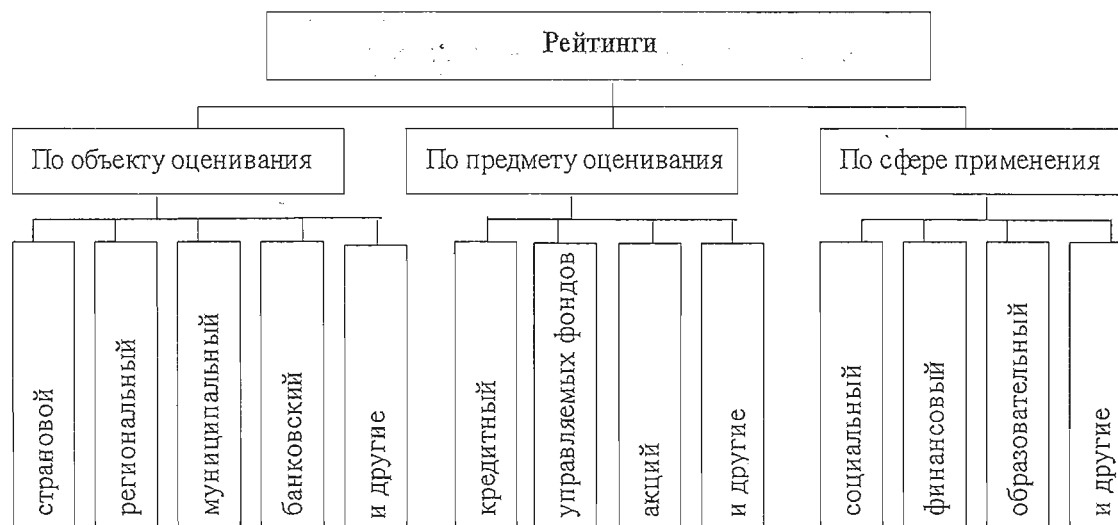 Рейтинги
По объекту оценивания
По предмету оценивания
По сфере применения
страновой
региональный
муниципальный
банковский
и другие
кредитный
управляемых фондов
акций
и другие
социальный
финансовый
образовательный
и другие